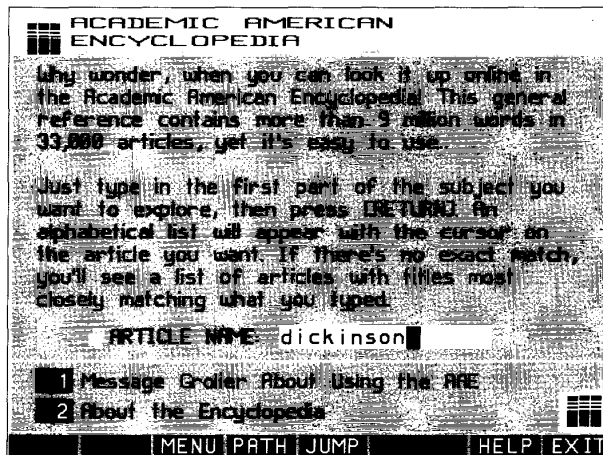 ACADEMIC AMERICAN
ENCYCLOPEDIA
Why wonder, when you can look it up online in
the Academic American Encyclopedia! This general
reference contains more than 9 million words in
33,000 articles, yet it's easy to use.
Just type in the first part of the subject you
want to explore, then press [RETURN]. An
alphabetical list will appear with the cursor on
the article you want. If there's no exact match,
you'll see a list of articles with titles most
closely matching what you typed.
ARTICLE NAME: dickinson
1 Message Grolier About Using the AAE
2 About the Encyclopedia
MENU PATH JUMP HELP EXIT